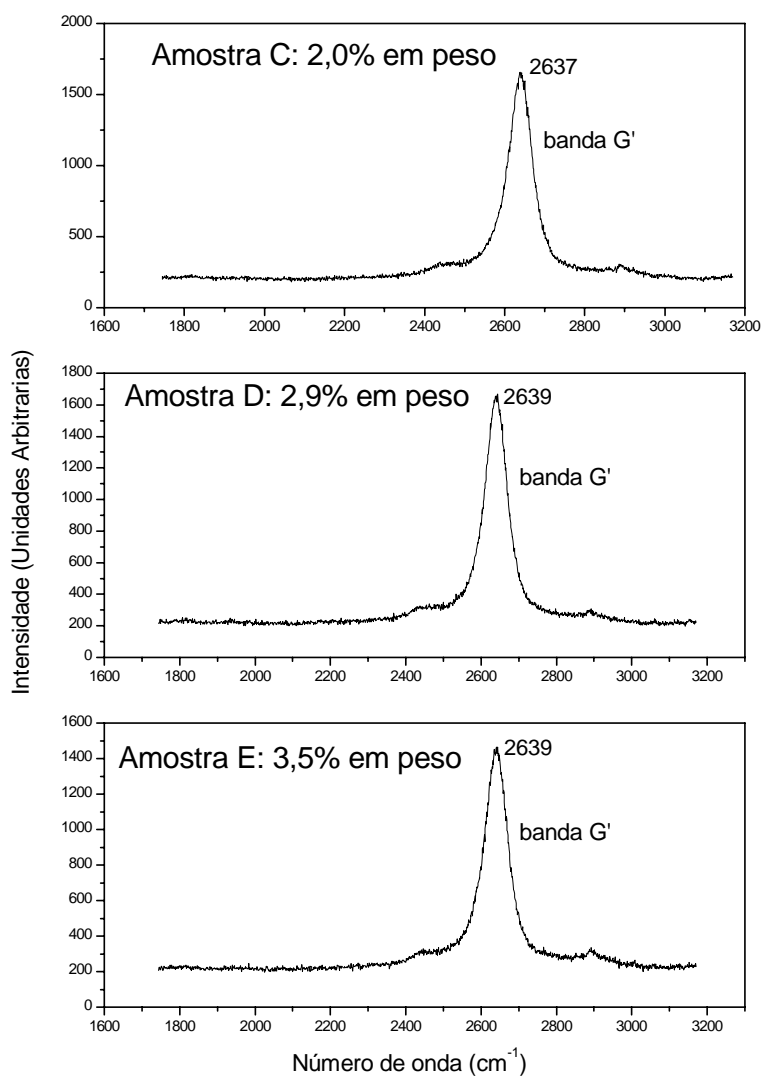 2000
1500
1000
500
0
Amostra C: 2,0% em peso
2637
banda G'
1600 1800 2000 2200 2400 2600 2800 3000 3200
Intensidade (Unidades Arbitrarias)
1800
1600
1400
1200
1000
800
600
400
200
0
Amostra D: 2,9% em peso
2639
banda G'
1600 1800 2000 2200 2400 2600 2800 3000 3200
1600
1400
1200
1000
800
600
400
200
0
Amostra E: 3,5% em peso
2639
banda G'
1600 1800 2000 2200 2400 2600 2800 3000 3200
Número de onda (cm⁻¹)